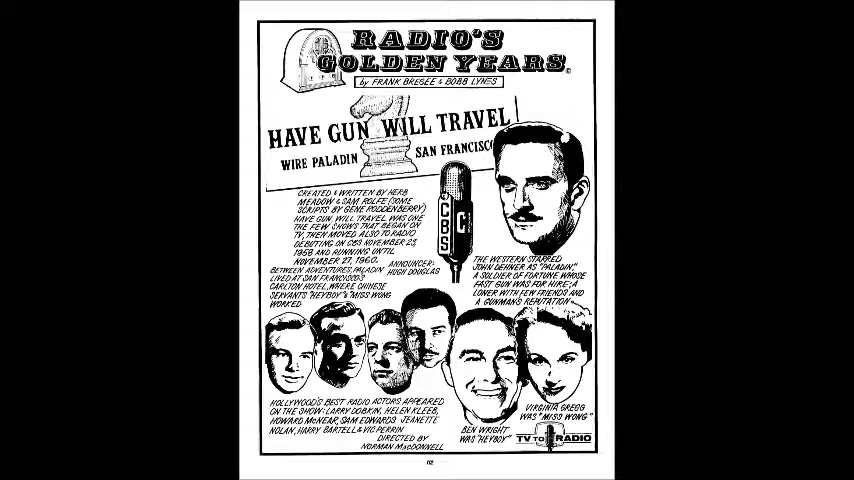 RADIO'S
GOLDEN YEARS ©
by FRANK BRESEE & BOBB LYNES
HAVE GUN WILL TRAVEL
WIRE PALADIN
SAN FRANCISCO
CBS
C
CREATED & WRITTEN BY HERB
MEADOW & SAM ROLFE (SOME
SCRIPTS BY GENE RODDENBERRY)
HAVE GUN, WILL TRAVEL WAS ONE
THE FEW SHOWS THAT BEGAN ON
TV, THEN MOVED ALSO TO RADIO
DEBUTING ON CBS NOVEMBER 23,
1958 AND RUNNING UNTIL
NOVEMBER 27, 1960.
BETWEEN ADVENTURES, PALADIN
LIVED AT SAN FRANCISCO'S
CARLTON HOTEL, WHERE CHINESE
SERVANTS "HEYBOY" & "MISS WONG
WORKED
ANNOUNCER:
HUGH DOUGLAS
THE WESTERN STARRED
JOHN DEHNER AS "PALADIN,"
A SOLDIER OF FORTUNE WHOSE
FAST GUN WAS FOR HIRE; A
LONER WITH FEW FRIENDS AND
A GUNMAN'S REPUTATION
HOLLYWOOD'S BEST RADIO ACTORS APPEARED
ON THE SHOW: LARRY DOBKIN, HELEN KLEEB,
HOWARD McNEAR, SAM EDWARDS JEANETTE
NOLAN, HARRY BARTELL & VIC PERRIN
DIRECTED BY
NORMAN MACDONNELL
BEN WRIGHT
WAS "HEYBOY"
VIRGINIA GREGG
WAS "MISS WONG"
TV TO RADIO
112